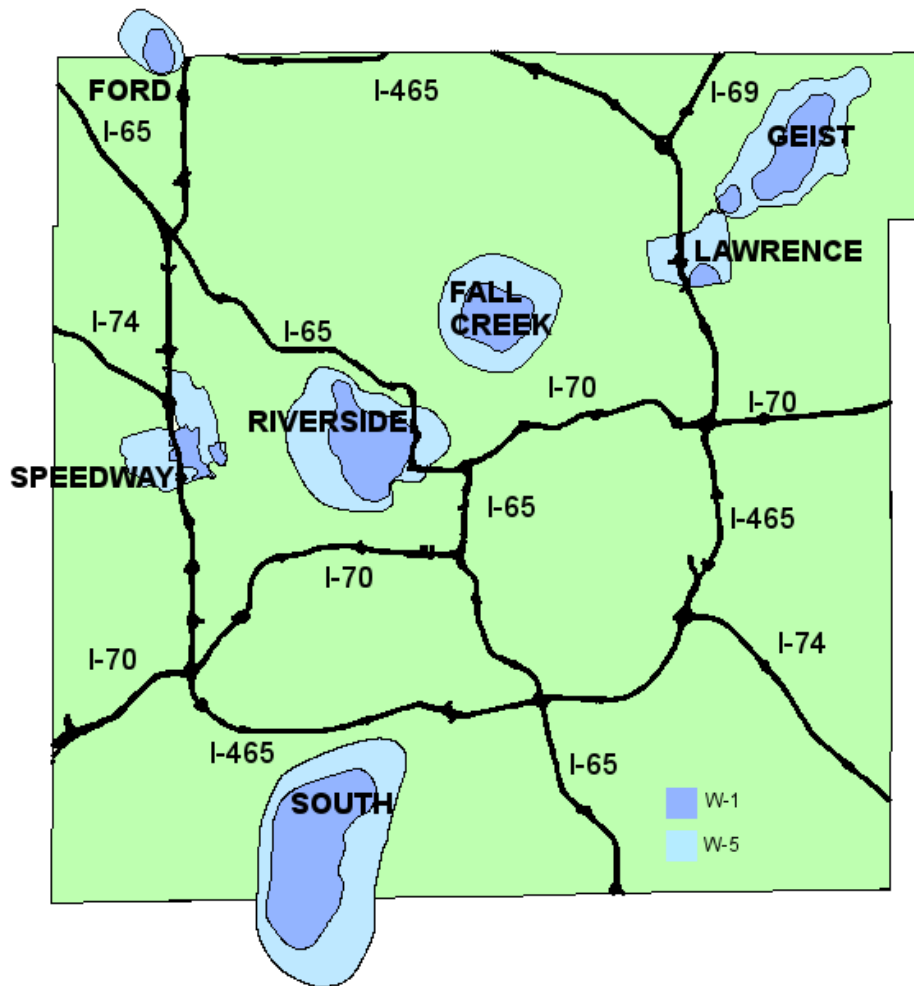 FORD
I-465
I-69
I-65
GEIST
LAWRENCE
FALL
CREEK
I-74
I-65
I-70
I-70
RIVERSIDE
SPEEDWAY
I-65
I-465
I-70
I-70
I-74
I-465
I-65
SOUTH
W-1
W-5